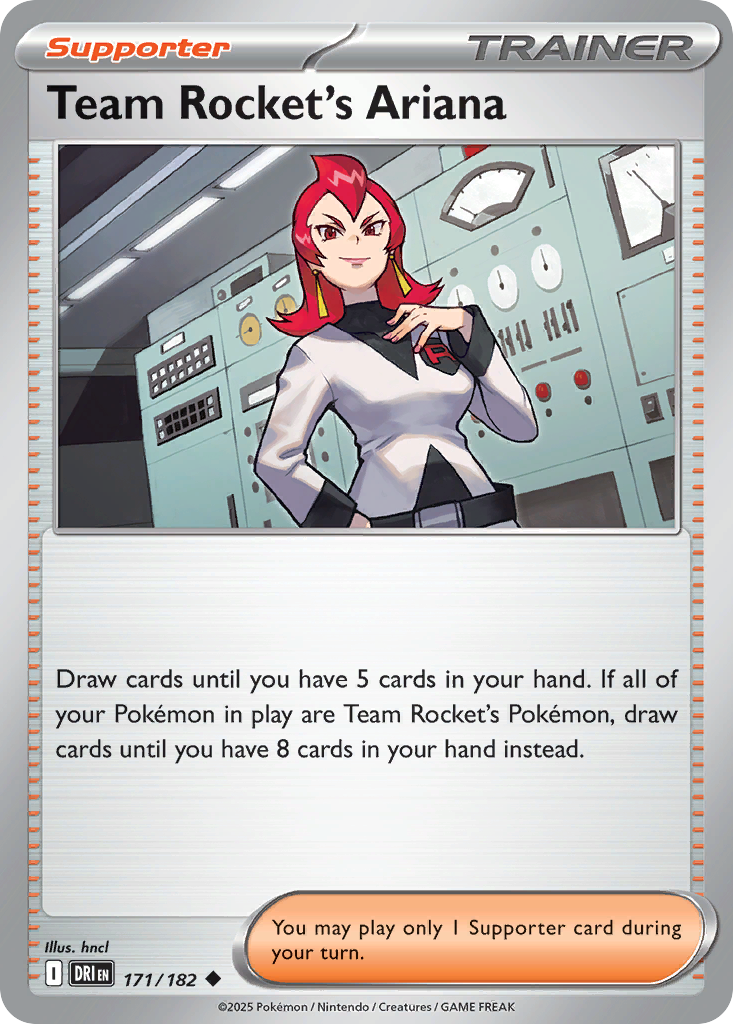 Supporter
TRAINER
Team Rocket's Ariana
R
Draw cards until you have 5 cards in your hand. If all of
your Pokémon in play are Team Rocket's Pokémon, draw
cards until you have 8 cards in your hand instead.
You may play only 1 Supporter card during
your turn.
Illus. hncl
I DRI EN 171/182
©2025 Pokémon / Nintendo / Creatures / GAME FREAK